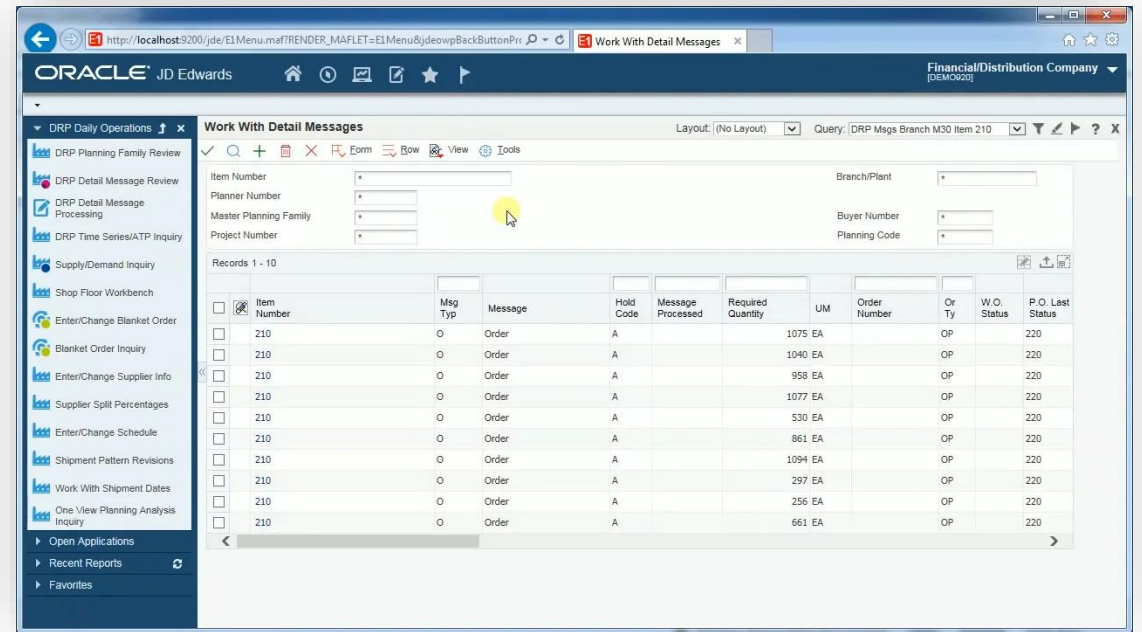 http://localhost:9200/jde/E1Menu.maf?RENDER_MAFLET=E1Menu&jdeowpBackButtonPro
Work With Detail Messages
ORACLE JD Edwards
Financial/Distribution Company
[DEMO920]
DRP Daily Operations
Work With Detail Messages
Layout: (No Layout)
Query: DRP Msgs Branch M30 Item 210
Form Row View Tools
DRP Planning Family Review
DRP Detail Message Review
DRP Detail Message
Processing
DRP Time Series/ATP Inquiry
Supply/Demand Inquiry
Shop Floor Workbench
Enter/Change Blanket Order
Blanket Order Inquiry
Enter/Change Supplier Info
Supplier Split Percentages
Enter/Change Schedule
Shipment Pattern Revisions
Work With Shipment Dates
One View Planning Analysis
Inquiry
Open Applications
Recent Reports
Favorites
Item Number * Branch/Plant *
Planner Number *
Master Planning Family * Buyer Number *
Project Number * Planning Code *
Records 1 - 10
Item Number Msg Typ Message Hold Code Message Processed Required Quantity UM Order Number Or Ty W.O. Status P.O. Last Status
210 O Order A 1075 EA OP 220
210 O Order A 1040 EA OP 220
210 O Order A 958 EA OP 220
210 O Order A 1077 EA OP 220
210 O Order A 530 EA OP 220
210 O Order A 861 EA OP 220
210 O Order A 1094 EA OP 220
210 O Order A 297 EA OP 220
210 O Order A 256 EA OP 220
210 O Order A 661 EA OP 220